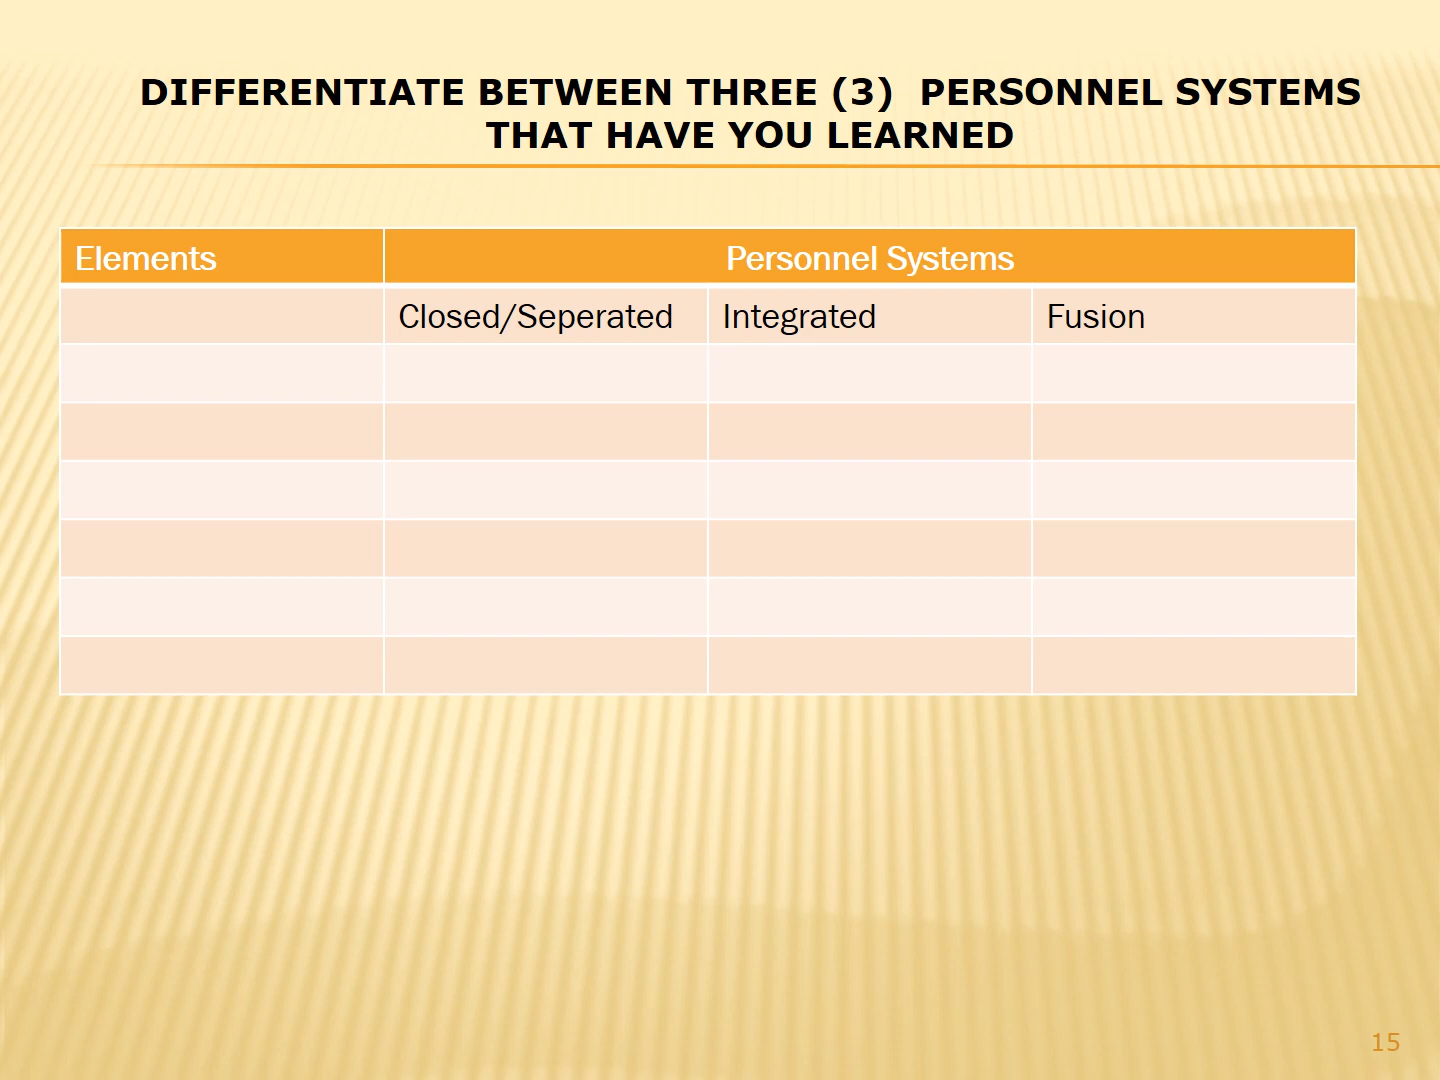 DIFFERENTIATE BETWEEN THREE (3)  PERSONNEL SYSTEMS
THAT HAVE YOU LEARNED
Elements Personnel Systems
Closed/Seperated Integrated Fusion
15